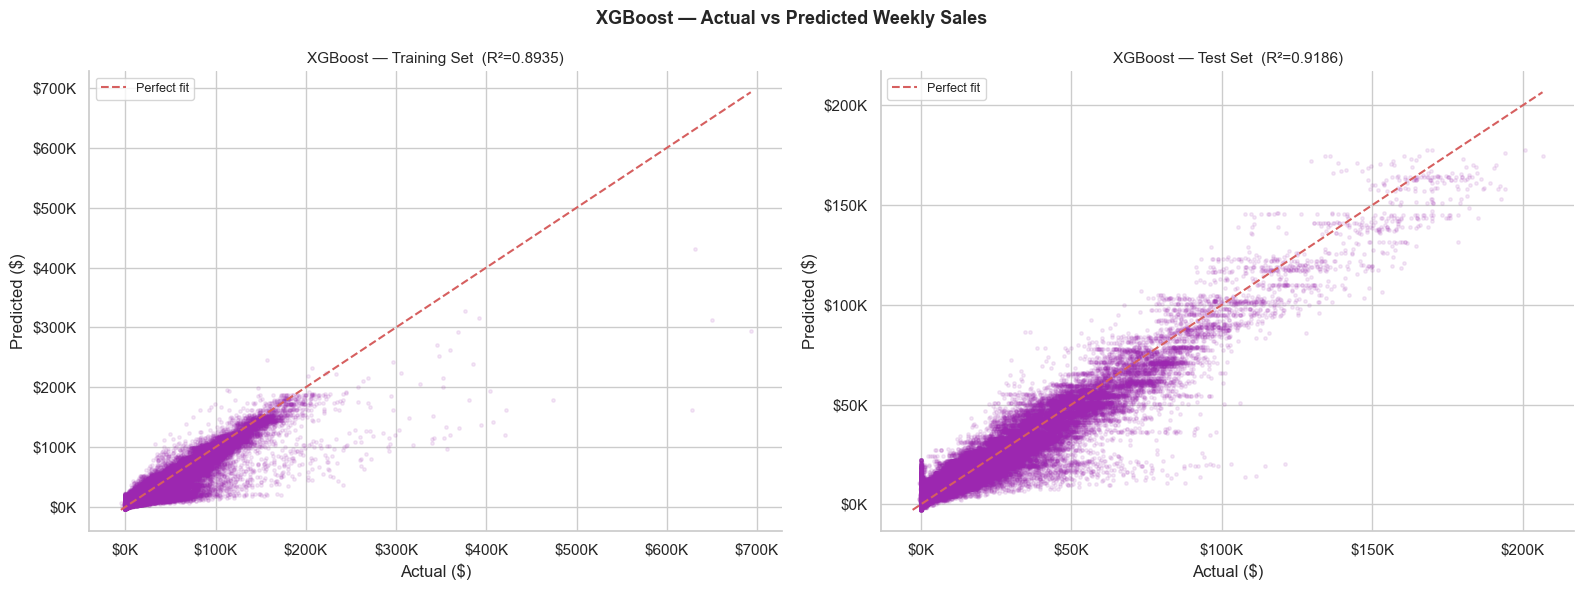 XGBoost — Actual vs Predicted Weekly Sales
XGBoost — Training Set  (R²=0.8935)
Perfect fit
$700K
$600K
$500K
$400K
$300K
$200K
$100K
$0K
Predicted ($)
$0K $100K $200K $300K $400K $500K $600K $700K
Actual ($)
XGBoost — Test Set  (R²=0.9186)
Perfect fit
$200K
$150K
$100K
$50K
$0K
Predicted ($)
$0K $50K $100K $150K $200K
Actual ($)